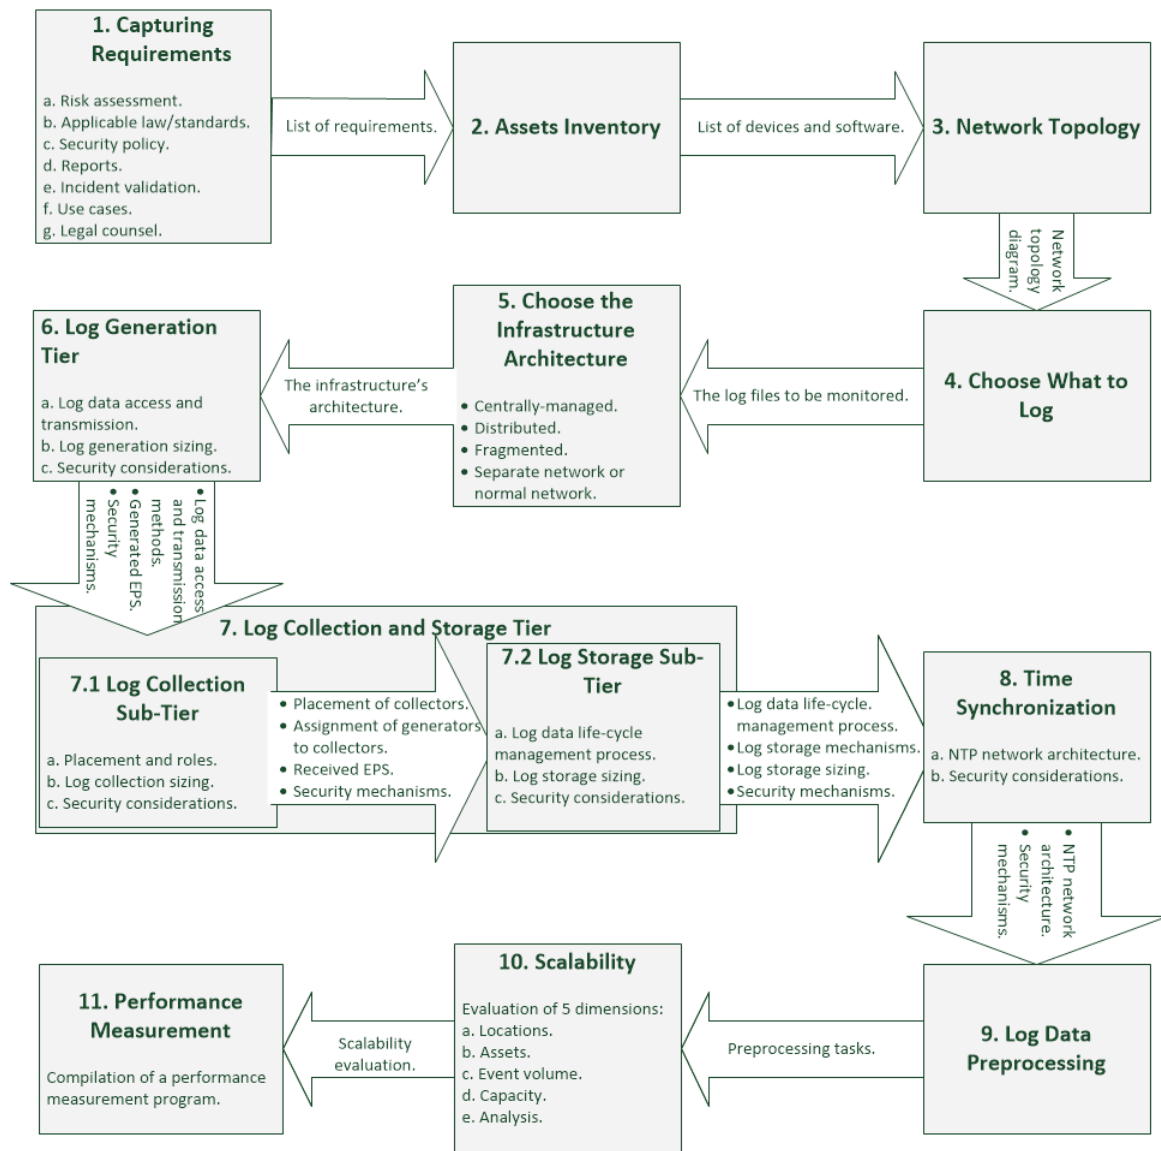 1. Capturing
Requirements
a. Risk assessment.
b. Applicable law/standards.
c. Security policy.
d. Reports.
e. Incident validation.
f. Use cases.
g. Legal counsel.
List of requirements.
2. Assets Inventory
List of devices and software.
3. Network Topology
Network
topology
diagram.
4. Choose What to
Log
The log files to be monitored.
5. Choose the
Infrastructure
Architecture
• Centrally-managed.
• Distributed.
• Fragmented.
• Separate network or
normal network.
The infrastructure's
architecture.
6. Log Generation
Tier
a. Log data access and
transmission.
b. Log generation sizing.
c. Security considerations.
• Log data access
and transmission
methods.
• Generated EPS.
• Security
mechanisms.
7. Log Collection and Storage Tier
7.1 Log Collection
Sub-Tier
a. Placement and roles.
b. Log collection sizing.
c. Security considerations.
• Placement of collectors.
• Assignment of generators
to collectors.
• Received EPS.
• Security mechanisms.
7.2 Log Storage Sub-
Tier
a. Log data life-cycle
management process.
b. Log storage sizing.
c. Security considerations.
• Log data life-cycle.
management process.
• Log storage mechanisms.
• Log storage sizing.
• Security mechanisms.
8. Time
Synchronization
a. NTP network architecture.
b. Security considerations.
• NTP network
architecture.
• Security
mechanisms.
9. Log Data
Preprocessing
Preprocessing tasks.
10. Scalability
Evaluation of 5 dimensions:
a. Locations.
b. Assets.
c. Event volume.
d. Capacity.
e. Analysis.
Scalability
evaluation.
11. Performance
Measurement
Compilation of a performance
measurement program.